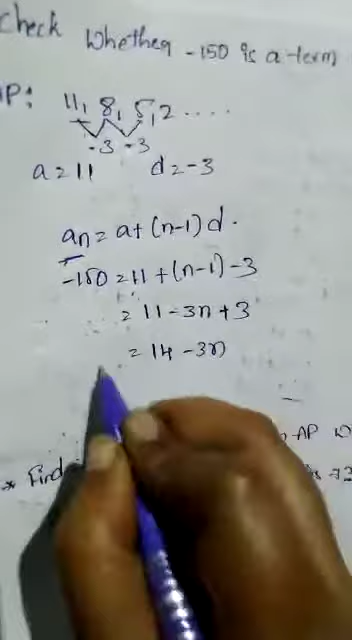 Check Whether -150 is a term
AP: 11, 8, 5, 2 ....
-3 -3
a = 11 d = -3
an = a + (n-1) d.
-150 = 11 + (n-1) -3
= 11 - 3n + 3
= 14 - 3n
AP
* Find